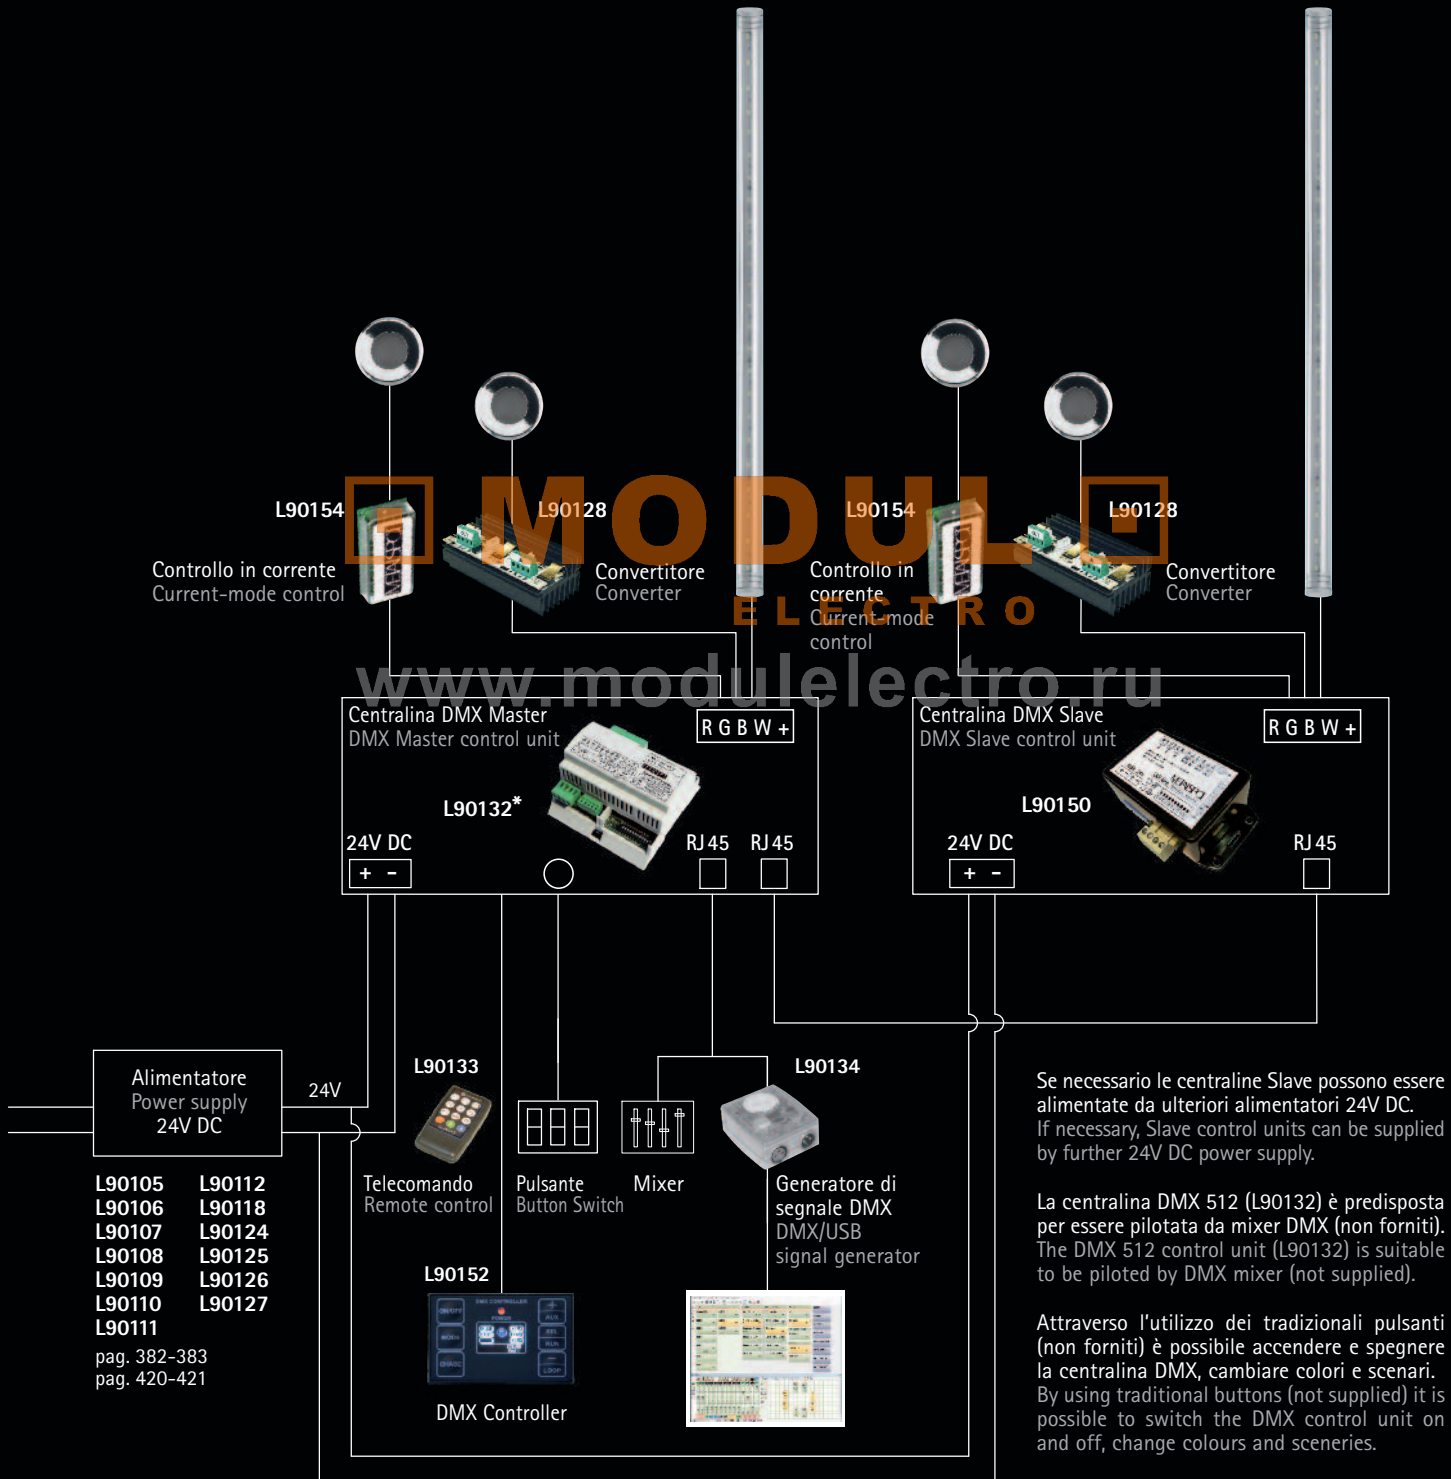 L90154
L90128
Controllo in corrente
Current-mode control
Convertitore
Converter
L90154
L90128
Controllo in
corrente
Current-mode
control
Convertitore
Converter
MODUL
ELECTRO
www.modulelectro.ru
Centralina DMX Master
DMX Master control unit
R G B W +
L90132*
24V DC
+ -
RJ45 RJ45
Centralina DMX Slave
DMX Slave control unit
R G B W +
L90150
24V DC
+ -
RJ45
Alimentatore
Power supply
24V DC
24V
L90105 L90112
L90106 L90118
L90107 L90124
L90108 L90125
L90109 L90126
L90110 L90127
L90111
pag. 382-383
pag. 420-421
L90133
Telecomando
Remote control
Pulsante
Button Switch
Mixer
L90134
Generatore di
segnale DMX
DMX/USB
signal generator
L90152
DMX CONTROLLER
POWER
ON/OFF
CHASE
RUN
LOOP
DMX Controller
Se necessario le centraline Slave possono essere
alimentate da ulteriori alimentatori 24V DC.
If necessary, Slave control units can be supplied
by further 24V DC power supply.
La centralina DMX 512 (L90132) è predisposta
per essere pilotata da mixer DMX (non forniti).
The DMX 512 control unit (L90132) is suitable
to be piloted by DMX mixer (not supplied).
Attraverso l'utilizzo dei tradizionali pulsanti
(non forniti) è possibile accendere e spegnere
la centralina DMX, cambiare colori e scenari.
By using traditional buttons (not supplied) it is
possible to switch the DMX control unit on
and off, change colours and sceneries.